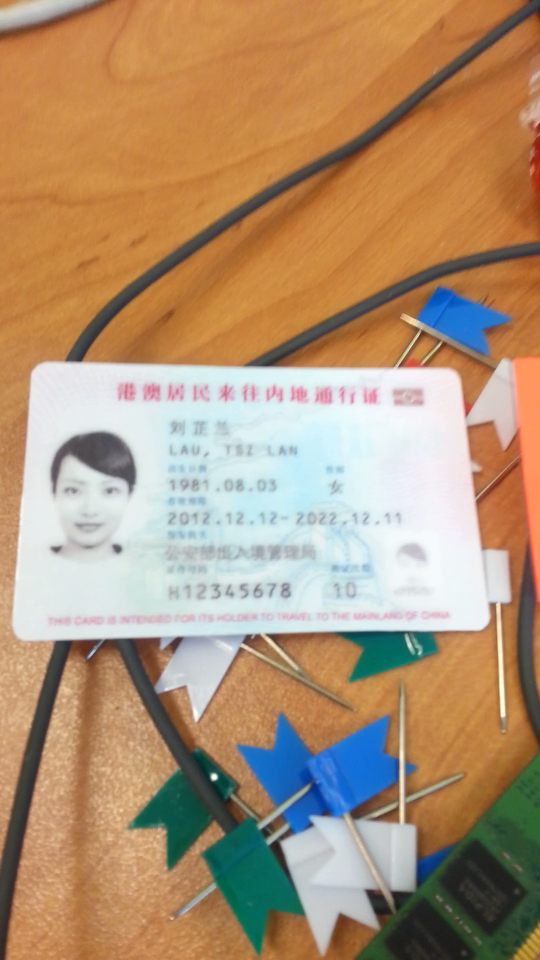 港澳居民来往内地通行证
刘芷兰
LAU, TSZ LAN
出生日期 性别
1981.08.03 女
有效期限
2012.12.12-2022.12.11
签发机关
公安部出入境管理局
证件号码 换证次数
H12345678 10
THIS CARD IS INTENDED FOR ITS HOLDER TO TRAVEL TO THE MAINLAND OF CHINA